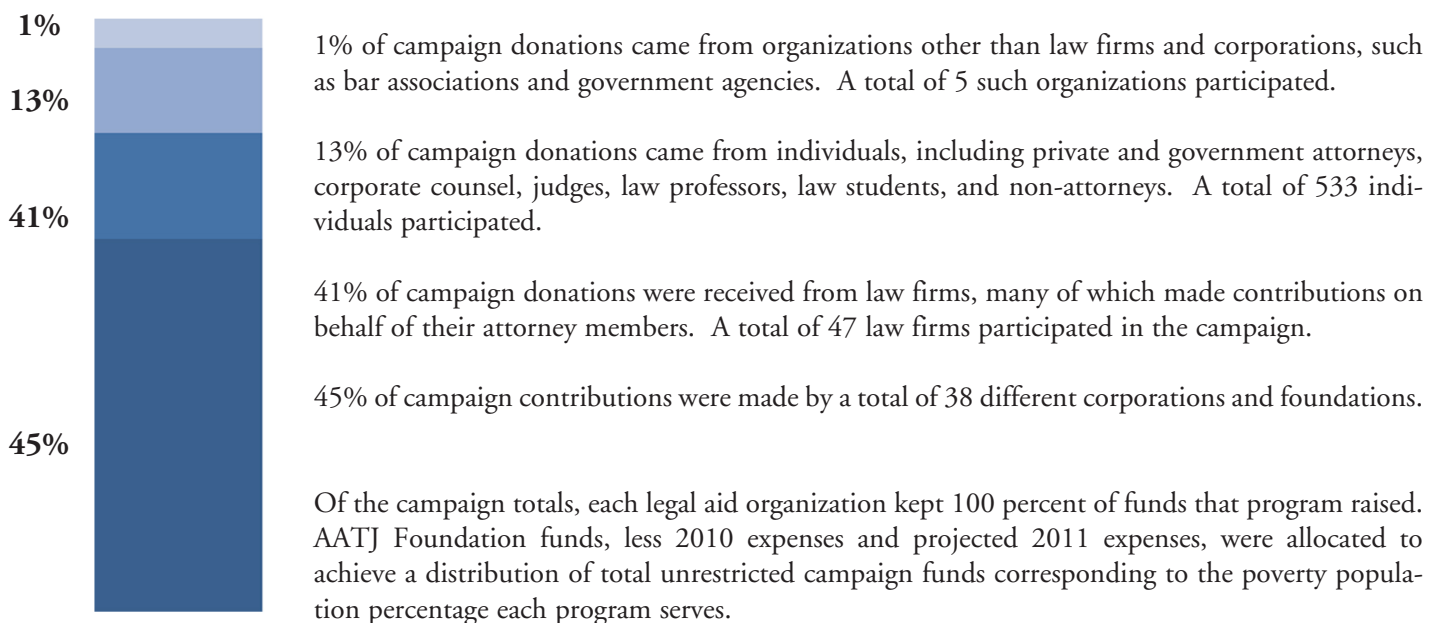 1%
13%
41%
45%
1% of campaign donations came from organizations other than law firms and corporations, such
as bar associations and government agencies.  A total of 5 such organizations participated.
13% of campaign donations came from individuals, including private and government attorneys,
corporate counsel, judges, law professors, law students, and non-attorneys.  A total of 533 indi-
viduals participated.
41% of campaign donations were received from law firms, many of which made contributions on
behalf of their attorney members.  A total of 47 law firms participated in the campaign.
45% of campaign contributions were made by a total of 38 different corporations and foundations.
Of the campaign totals, each legal aid organization kept 100 percent of funds that program raised.
AATJ Foundation funds, less 2010 expenses and projected 2011 expenses, were allocated to
achieve a distribution of total unrestricted campaign funds corresponding to the poverty popula-
tion percentage each program serves.